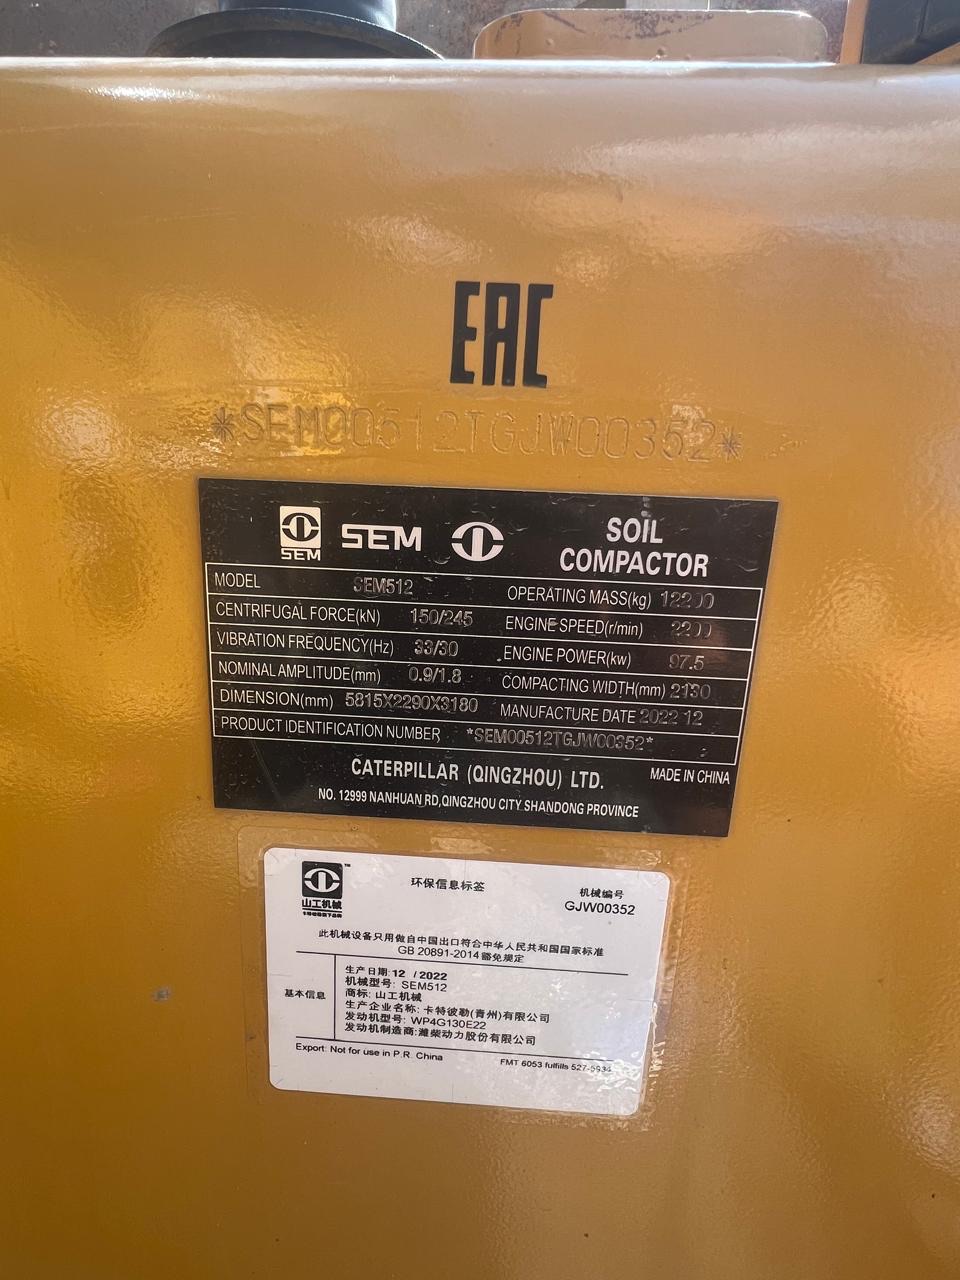 EAC
*SEM00512TGJW00352*
SEM SEM SOIL COMPACTOR
MODEL SEM512 OPERATING MASS(kg) 12200
CENTRIFUGAL FORCE(kN) 150/245 ENGINE SPEED(r/min) 2200
VIBRATION FREQUENCY(Hz) 33/30 ENGINE POWER(kw) 97.5
NOMINAL AMPLITUDE(mm) 0.9/1.8 COMPACTING WIDTH(mm) 2130
DIMENSION(mm) 5815X2290X3180 MANUFACTURE DATE 2022 12
PRODUCT IDENTIFICATION NUMBER *SEM00512TGJW00352*
CATERPILLAR (QINGZHOU) LTD. MADE IN CHINA
NO. 12999 NANHUAN RD,QINGZHOU CITY SHANDONG PROVINCE
山工机械 TM
环保信息标签
机械编号
GJW00352
此机械设备只用做自中国出口符合中华人民共和国国家标准
GB 20891-2014 豁免规定
基本信息
生产日期: 12 / 2022
机械型号: SEM512
商标: 山工机械
生产企业名称: 卡特彼勒(青州)有限公司
发动机型号: WP4G130E22
发动机制造商: 潍柴动力股份有限公司
Export: Not for use in P.R. China FMT 6053 fulfills 527-5934